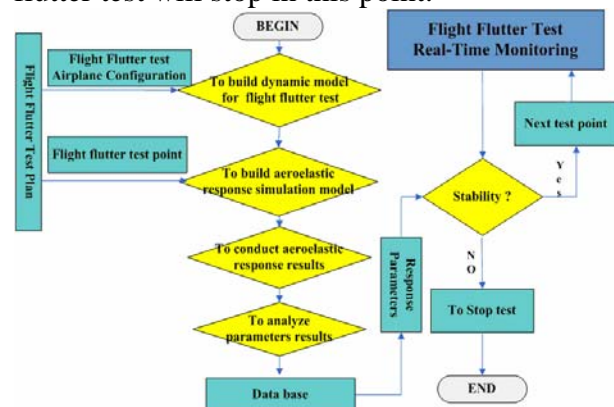 flutter test will stop in this point.
BEGIN
Flight Flutter Test Plan
Flight Flutter test
Airplane Configuration
To build dynamic model
for flight flutter test
Flight flutter test point
To build aeroelastic
response simulation model
To conduct aeroelastic
response results
To analyze
parameters results
Data base
Response
Parameters
Flight Flutter Test
Real-Time Monitoring
Next test point
Stability ?
Yes
NO
To Stop test
END